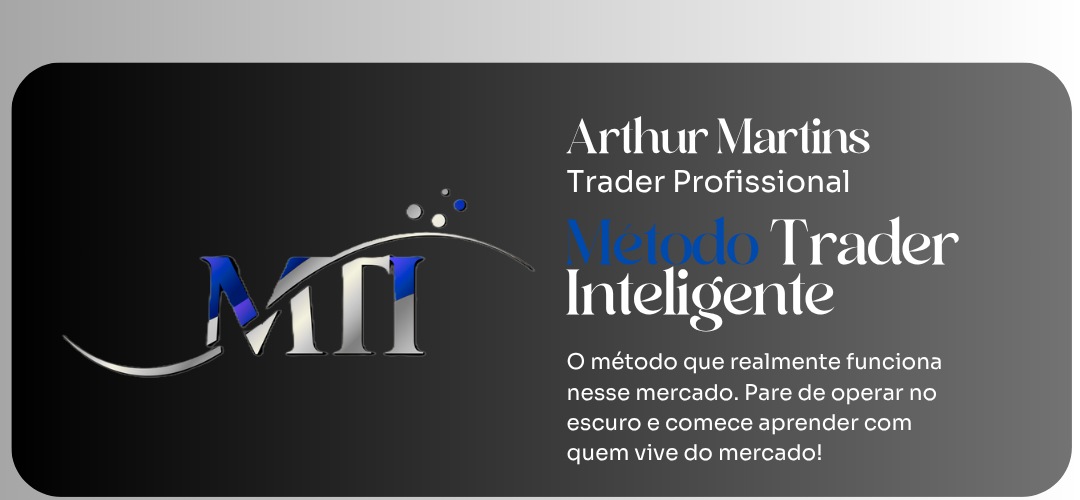 MTI
Arthur Martins
Trader Profissional
Método Trader
Inteligente
O método que realmente funciona
nesse mercado. Pare de operar no
escuro e comece aprender com
quem vive do mercado!